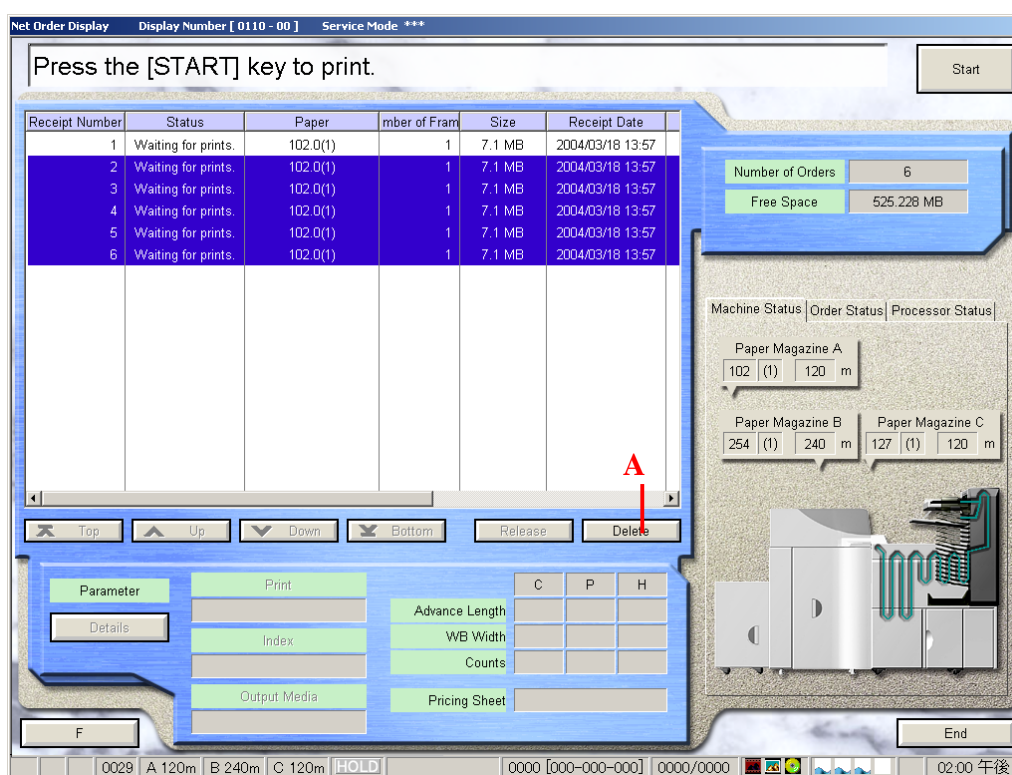 Net Order Display Display Number [ 0110 - 00 ] Service Mode ***
Press the [START] key to print.
Start
Receipt Number Status Paper mber of Fram Size Receipt Date
1 Waiting for prints. 102.0(1) 1 7.1 MB 2004/03/18 13:57
2 Waiting for prints. 102.0(1) 1 7.1 MB 2004/03/18 13:57
3 Waiting for prints. 102.0(1) 1 7.1 MB 2004/03/18 13:57
4 Waiting for prints. 102.0(1) 1 7.1 MB 2004/03/18 13:57
5 Waiting for prints. 102.0(1) 1 7.1 MB 2004/03/18 13:57
6 Waiting for prints. 102.0(1) 1 7.1 MB 2004/03/18 13:57
A
Top Up Down Bottom Release Delete
Number of Orders 6
Free Space 525.228 MB
Machine Status Order Status Processor Status
Paper Magazine A
102 (1) 120 m
Paper Magazine B Paper Magazine C
254 (1) 240 m 127 (1) 120 m
Parameter
Details
Print
Index
Output Media
C P H
Advance Length
WB Width
Counts
Pricing Sheet
F
End
0029 A 120m B 240m C 120m HOLD 0000 [000-000-000] 0000/0000 02:00 午後